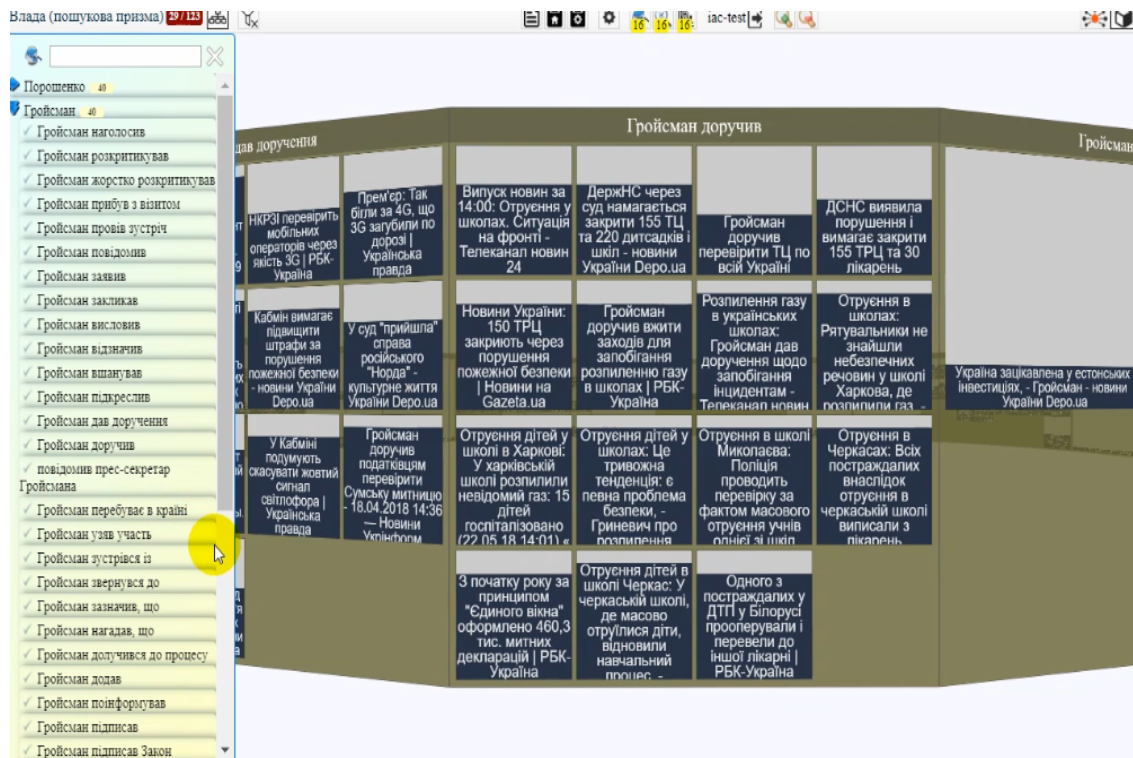 Влада (пошукова призма) 29 / 123
16 16 16
iac-test
Порошенко 40
Гройсман 40
Гройсман наголосив
Гройсман розкритикував
Гройсман жорстко розкритикував
Гройсман прибув з візитом
Гройсман провів зустріч
Гройсман повідомив
Гройсман заявив
Гройсман закликав
Гройсман висловив
Гройсман відзначив
Гройсман вшанував
Гройсман підкреслив
Гройсман дав доручення
Гройсман доручив
повідомив прес-секретар
Гройсмана
Гройсман перебуває в країні
Гройсман узяв участь
Гройсман зустрівся із
Гройсман звернувся до
Гройсман зазначив, що
Гройсман нагадав, що
Гройсман долучився до процесу
Гройсман додав
Гройсман поінформував
Гройсман підписав
Гройсман підписав Закон
доручення
НКРЗІ перевірить
мобільних
операторів через
якість 3G | РБК-
Україна
Прем'єр: Так
бігли за 4G, що
3G загубили по
дорозі |
Українська
правда
Кабмін вимагає
підвищити
штрафи за
порушення
пожежної безпеки
- новини України
Depo.ua
У суд "прийшла"
справа
російського
"Норда" -
культурне життя
України Depo.ua
У Кабміні
подумують
скасувати жовтий
сигнал
світлофора |
Українська
правда
Гройсман
доручив
податківцям
перевірити
Сумську митницю
- 18.04.2018 14:36
— Новини
Укрінформ
Гройсман доручив
Випуск новин за
14:00: Отруєння у
школах. Ситуація
на фронті -
Телеканал новин
24
ДержНС через
суд намагається
закрити 155 ТЦ
та 220 дитсадків і
шкіл - новини
України Depo.ua
Гройсман
доручив
перевірити ТЦ по
всій Україні
ДСНС виявила
порушення і
вимагає закрити
155 ТРЦ та 30
лікарень
Новини України:
150 ТРЦ
закриють через
порушення
пожежної безпеки
| Новини на
Gazeta.ua
Гройсман
доручив вжити
заходів для
запобігання
розпиленню газу
в школах | РБК-
Україна
Розпилення газу
в українських
школах:
Гройсман дав
доручення щодо
запобігання
інцидентам -
Телеканал новин
Отруєння в
школах:
Рятувальники не
знайшли
небезпечних
речовин у школі
Харкова, де
розпилили газ -
Отруєння дітей у
школі в Харкові:
У харківській
школі розпилили
невідомий газ: 15
дітей
госпіталізовано
(22.05.18 14:01) «
Отруєння дітей у
школах: Це
тривожна
тенденція: є
певна проблема
безпеки, -
Гриневич про
розпилення
Отруєння в школі
Миколаєва:
Поліція
проводить
перевірку за
фактом масового
отруєння учнів
однієї зі шкіл
Отруєння в
Черкасах: Всіх
постраждалих
внаслідок
отруєння в
черкаській школі
виписали з
лікарень
З початку року за
принципом
"Єдиного вікна"
оформлено 460,3
тис. митних
декларацій | РБК-
Україна
Отруєння дітей в
школі Черкас: У
черкаській школі,
де масово
отруїлися діти,
відновили
навчальний
процес -
Одного з
постраждалих у
ДТП у Білорусі
прооперували і
перевели до
іншої лікарні |
РБК-Україна
Гройсман
Україна зацікавлена у естонських
інвестиціях, - Гройсман - новини
України Depo.ua